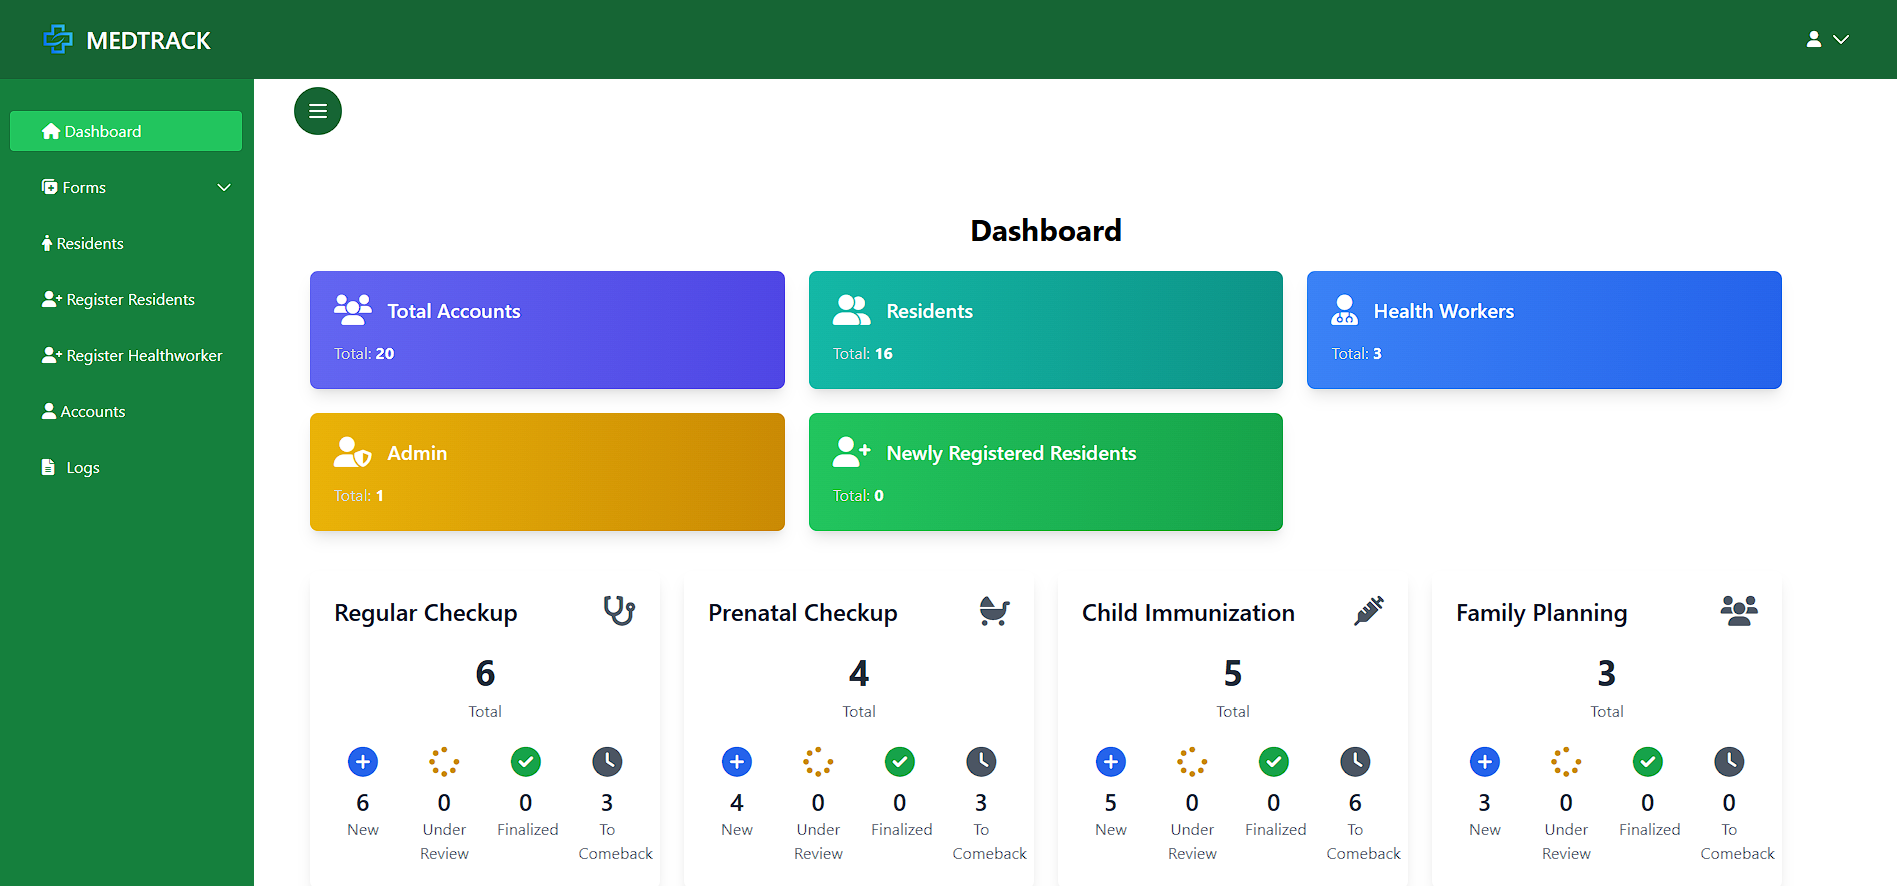 MEDTRACK
Dashboard
Forms
Residents
Register Residents
Register Healthworker
Accounts
Logs
Dashboard
Total Accounts
Total: 20
Residents
Total: 16
Health Workers
Total: 3
Admin
Total: 1
Newly Registered Residents
Total: 0
Regular Checkup
6
Total
6
New
0
Under
Review
0
Finalized
3
To
Comeback
Prenatal Checkup
4
Total
4
New
0
Under
Review
0
Finalized
3
To
Comeback
Child Immunization
5
Total
5
New
0
Under
Review
0
Finalized
6
To
Comeback
Family Planning
3
Total
3
New
0
Under
Review
0
Finalized
0
To
Comeback